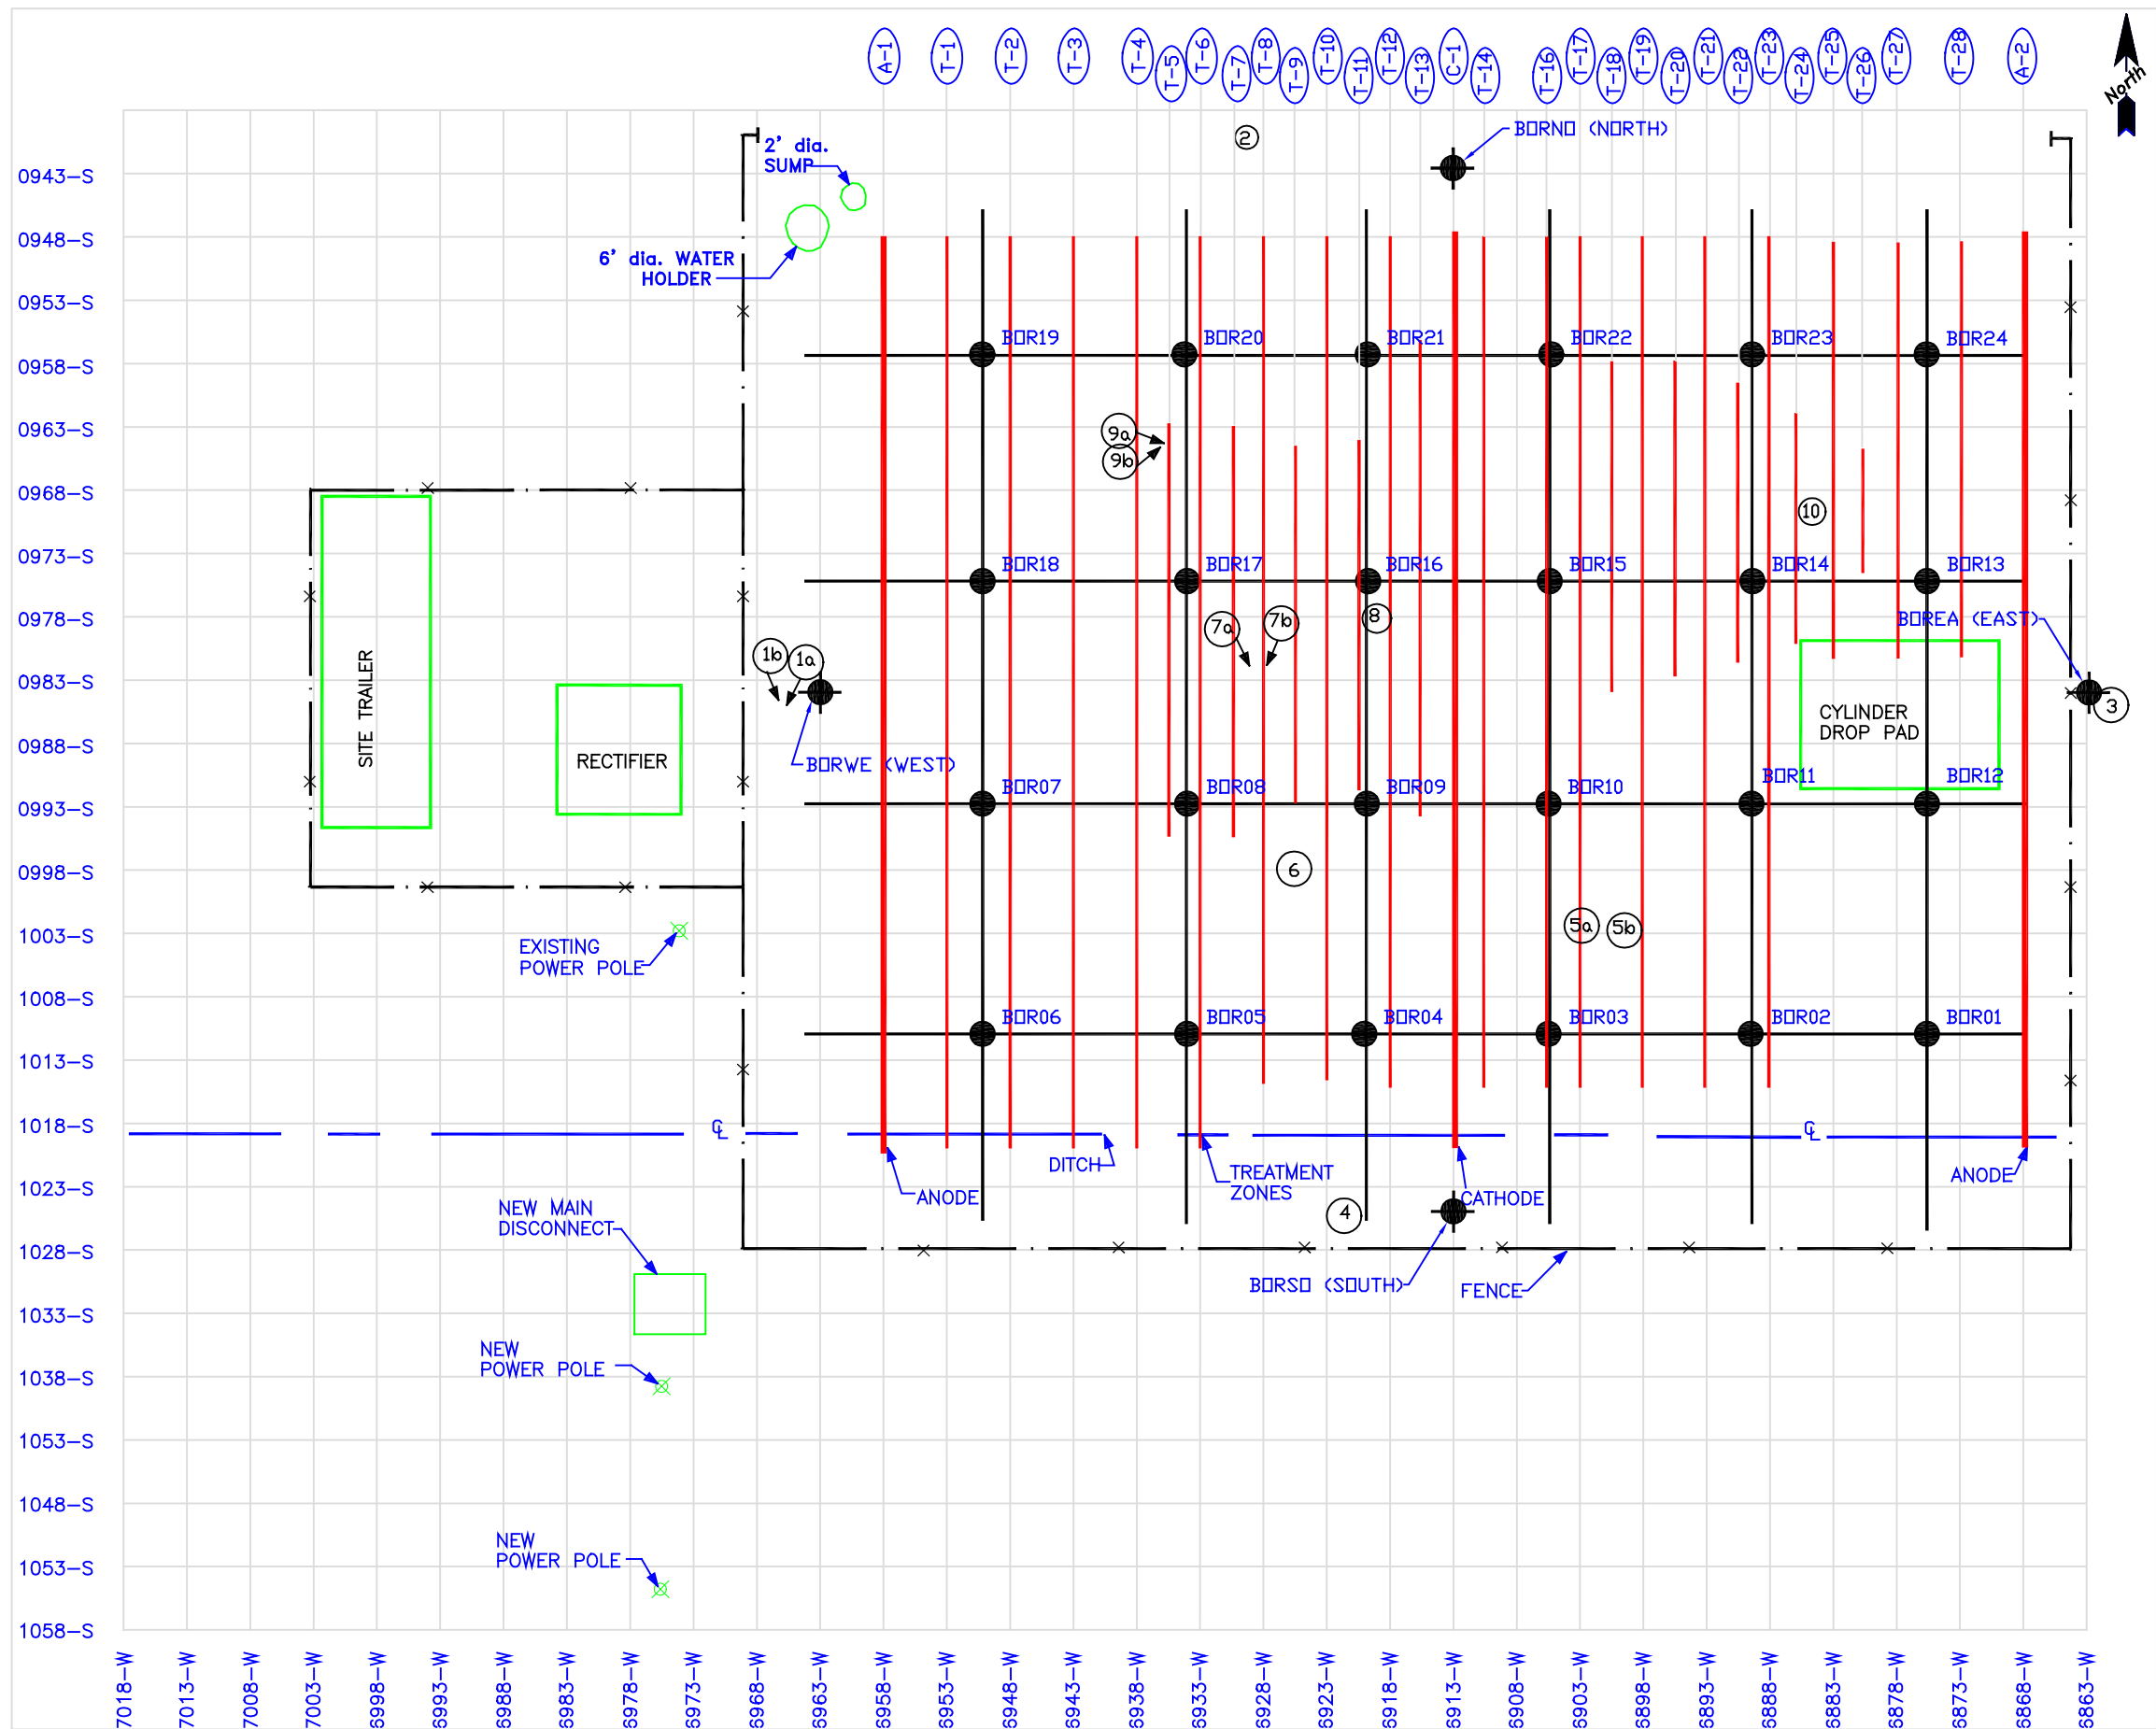 A-1
T-1
T-2
T-3
T-4
T-5
T-6
T-7
T-8
T-9
T-10
T-11
T-12
T-13
C-1
T-14
T-16
T-17
T-18
T-19
T-20
T-21
T-22
T-23
T-24
T-25
T-26
T-27
T-28
A-2
North
2
BORNO (NORTH)
2' dia.
SUMP
0943-S
0948-S
6' dia. WATER
HOLDER
0953-S
BOR19
BOR20
BOR21
BOR22
BOR23
BOR24
0958-S
0963-S
9a
9b
0968-S
10
0973-S
BOR18
BOR17
BOR16
BOR15
BOR14
BOR13
0978-S
7a
7b
8
BOREA (EAST)
1b
1a
0983-S
3
SITE TRAILER
CYLINDER
DROP PAD
0988-S
RECTIFIER
BORWE (WEST)
BOR07
BOR08
BOR09
BOR10
BOR11
BOR12
0993-S
0998-S
6
1003-S
5a
5b
EXISTING
POWER POLE
1008-S
BOR06
BOR05
BOR04
BOR03
BOR02
BOR01
1013-S
1018-S
CL
CL
DITCH
TREATMENT
ZONES
ANODE
CATHODE
ANODE
1023-S
NEW MAIN
DISCONNECT
4
1028-S
BORSO (SOUTH)
FENCE
1033-S
NEW
POWER POLE
1038-S
1053-S
1048-S
NEW
POWER POLE
1053-S
1058-S
7018-W
7013-W
7008-W
7003-W
6998-W
6993-W
6988-W
6983-W
6978-W
6973-W
6968-W
6963-W
6958-W
6953-W
6948-W
6943-W
6938-W
6933-W
6928-W
6923-W
6918-W
6913-W
6908-W
6903-W
6898-W
6893-W
6888-W
6883-W
6878-W
6873-W
6868-W
6863-W